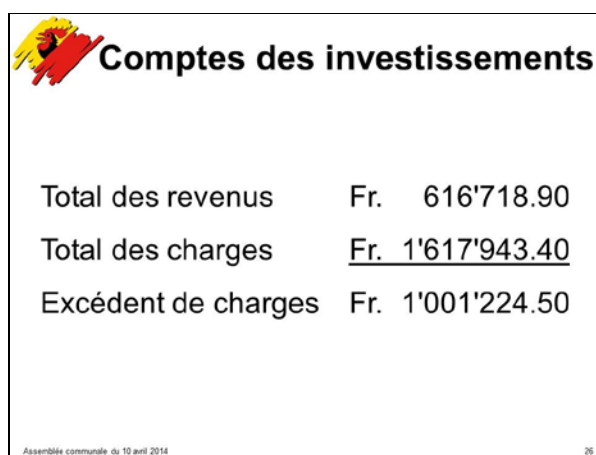 Comptes des investissements
Total des revenus Fr. 616'718.90
Total des charges Fr. 1'617'943.40
Excédent de charges Fr. 1'001'224.50
Assemblée communale du 10 avril 2014 26